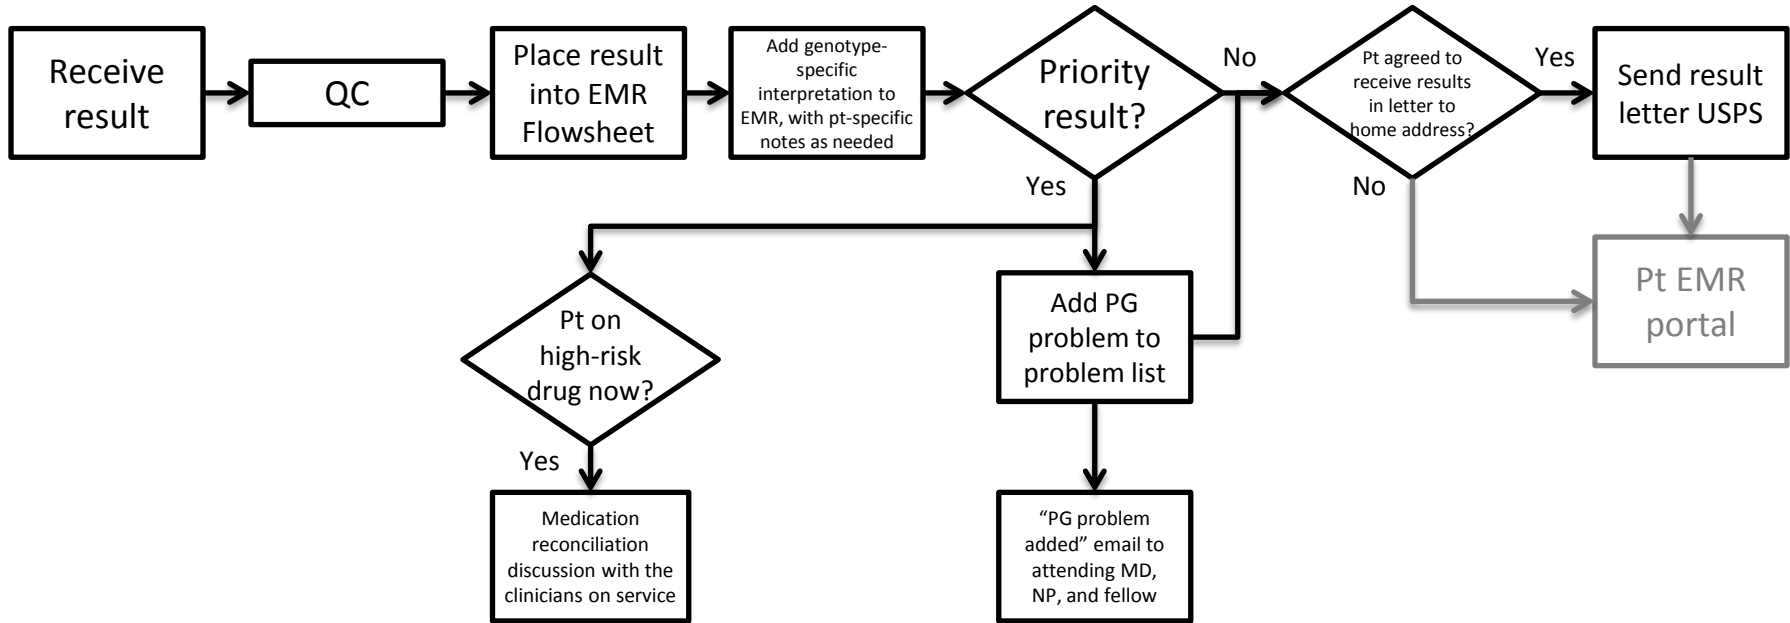 Receive
result
QC
Place result
into EMR
Flowsheet
Add genotype-
specific
interpretation to
EMR, with pt-specific
notes as needed
Priority
result?
No
Yes
Pt agreed to
receive results
in letter to
home address?
Yes
No
Send result
letter USPS
Pt EMR
portal
Pt on
high-risk
drug now?
Yes
Add PG
problem to
problem list
Medication
reconciliation
discussion with the
clinicians on service
“PG problem
added” email to
attending MD,
NP, and fellow